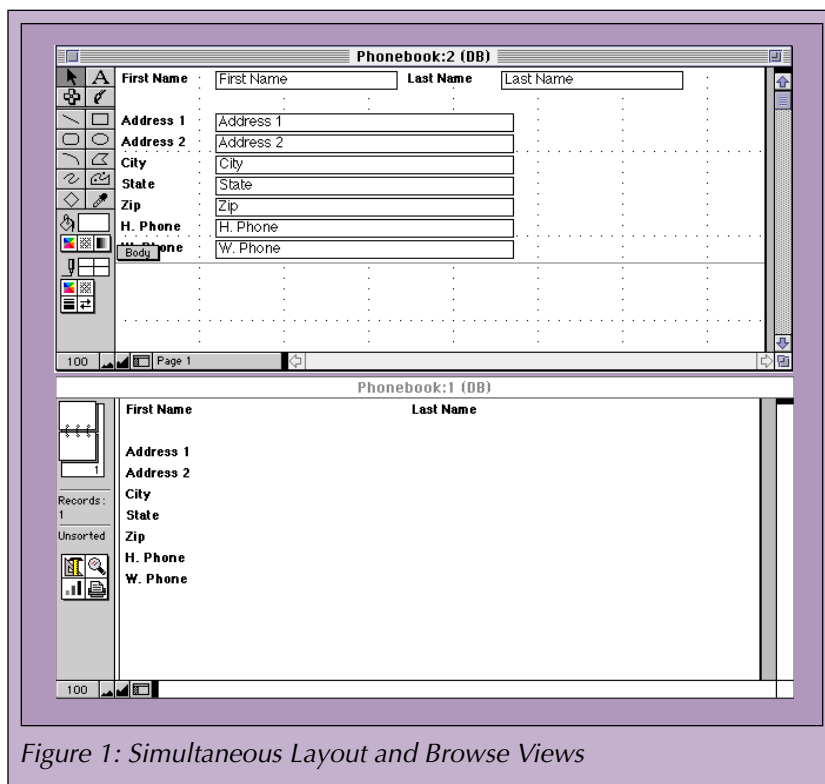 Phonebook:2 (DB)
A
First Name First Name Last Name Last Name
Address 1 Address 1
Address 2 Address 2
City City
State State
Zip Zip
H. Phone H. Phone
Body one W. Phone
100 Page 1
Phonebook:1 (DB)
First Name Last Name
1
Address 1
Address 2
Records:
1
City
State
Unsorted
Zip
H. Phone
W. Phone
100
Figure 1: Simultaneous Layout and Browse Views